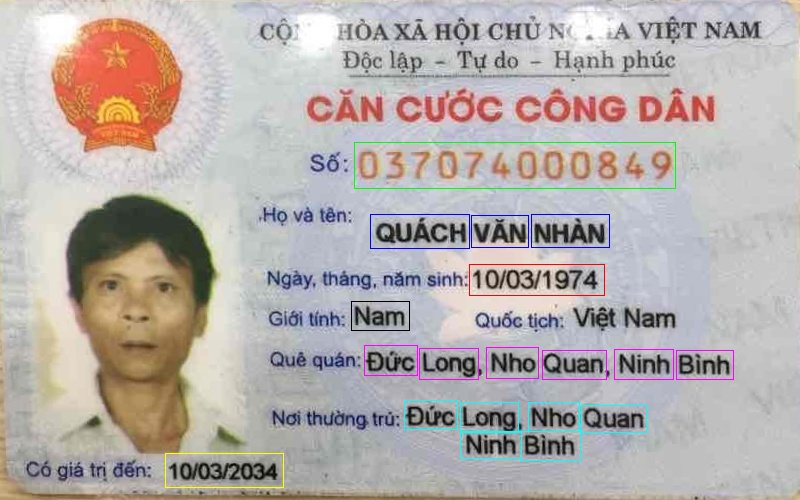 CỘNG HÒA XÃ HỘI CHỦ NGHĨA VIỆT NAM
Độc lập - Tự do - Hạnh phúc
CĂN CƯỚC CÔNG DÂN
Số: 037074000849
Họ và tên: QUÁCH VĂN NHÀN
Ngày, tháng, năm sinh: 10/03/1974
Giới tính: Nam Quốc tịch: Việt Nam
Quê quán: Đức Long, Nho Quan, Ninh Bình
Nơi thường trú: Đức Long, Nho Quan
Ninh Bình
Có giá trị đến: 10/03/2034